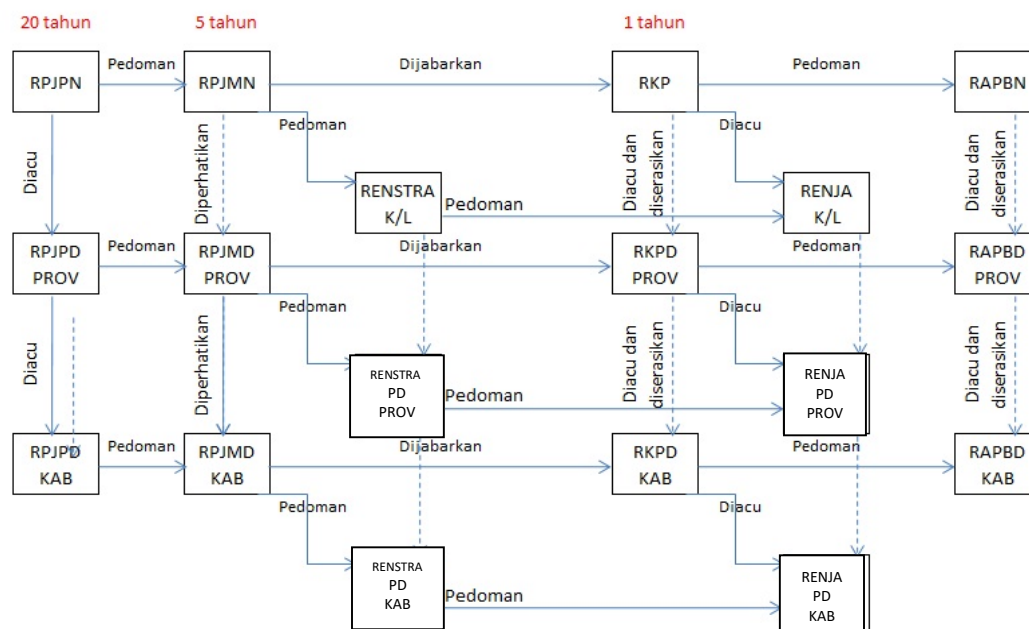 20 tahun
5 tahun
1 tahun
RPJPN
Pedoman
RPJMN
Dijabarkan
RKP
Pedoman
RAPBN
Pedoman
Diacu
Diacu
Diperhatikan
Diacu dan
diserasikan
Diacu dan
diserasikan
RENSTRA
K/L
Pedoman
RENJA
K/L
RPJPD
PROV
Pedoman
RPJMD
PROV
Dijabarkan
RKPD
PROV
Pedoman
RAPBD
PROV
Pedoman
Diacu
Diacu
Diperhatikan
Diacu dan
diserasikan
Diacu dan
diserasikan
RENSTRA
PD
PROV
Pedoman
RENJA
PD
PROV
RPJPD
KAB
Pedoman
RPJMD
KAB
Dijabarkan
RKPD
KAB
Pedoman
RAPBD
KAB
Pedoman
Diacu
RENSTRA
PD
KAB
Pedoman
RENJA
PD
KAB